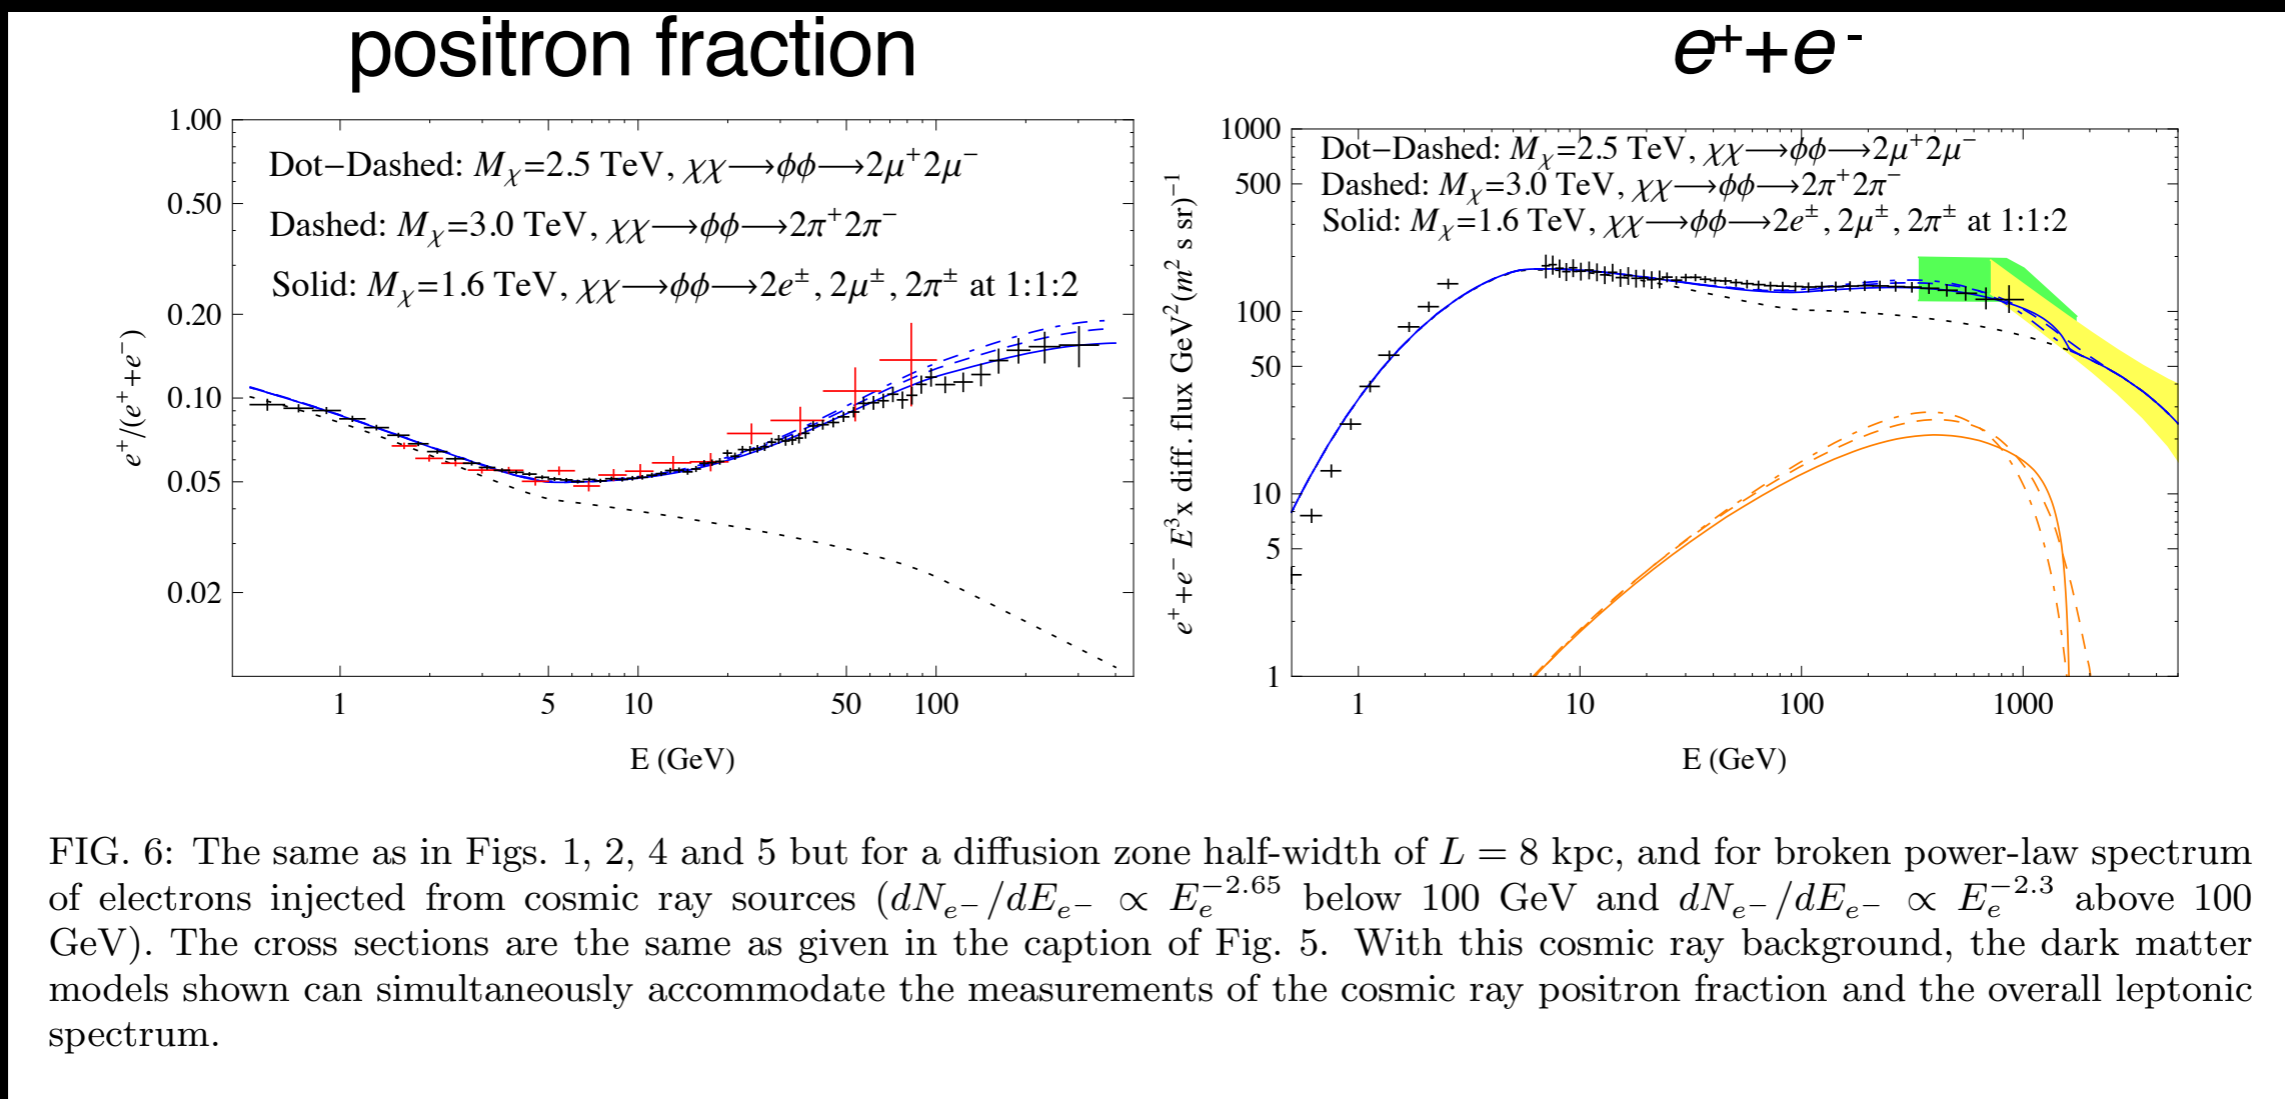 positron fraction
e⁺+e⁻
1.00
0.50
0.20
0.10
0.05
0.02
e⁺/(e⁺+e⁻)
Dot−Dashed: M_χ=2.5 TeV, χχ⟶ϕϕ⟶2μ⁺2μ⁻
Dashed: M_χ=3.0 TeV, χχ⟶ϕϕ⟶2π⁺2π⁻
Solid: M_χ=1.6 TeV, χχ⟶ϕϕ⟶2e^±, 2μ^±, 2π^± at 1:1:2
1 5 10 50 100
E (GeV)
1000
500
100
50
10
5
1
e⁺+e⁻ E³x diff. flux GeV²(m² s sr)⁻¹
Dot−Dashed: M_χ=2.5 TeV, χχ⟶ϕϕ⟶2μ⁺2μ⁻
Dashed: M_χ=3.0 TeV, χχ⟶ϕϕ⟶2π⁺2π⁻
Solid: M_χ=1.6 TeV, χχ⟶ϕϕ⟶2e^±, 2μ^±, 2π^± at 1:1:2
1 10 100 1000
E (GeV)
FIG. 6: The same as in Figs. 1, 2, 4 and 5 but for a diffusion zone half-width of L = 8 kpc, and for broken power-law spectrum
of electrons injected from cosmic ray sources (dN_{e⁻}/dE_{e⁻} ∝ E_e^{−2.65} below 100 GeV and dN_{e⁻}/dE_{e⁻} ∝ E_e^{−2.3} above 100
GeV). The cross sections are the same as given in the caption of Fig. 5. With this cosmic ray background, the dark matter
models shown can simultaneously accommodate the measurements of the cosmic ray positron fraction and the overall leptonic
spectrum.